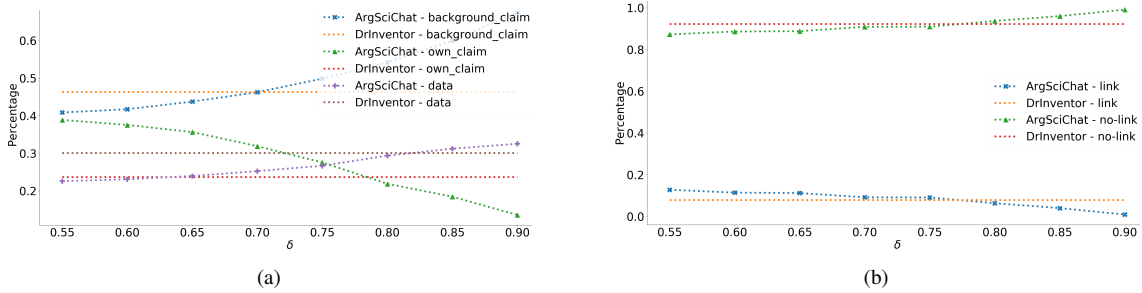 ArgSciChat - background_claim
DrInventor - background_claim
ArgSciChat - own_claim
DrInventor - own_claim
ArgSciChat - data
DrInventor - data
Percentage
0.6
0.5
0.4
0.3
0.2
0.55 0.60 0.65 0.70 0.75 0.80 0.85 0.90
δ
(a)
1.0
0.8
0.6
0.4
0.2
0.0
Percentage
ArgSciChat - link
DrInventor - link
ArgSciChat - no-link
DrInventor - no-link
0.55 0.60 0.65 0.70 0.75 0.80 0.85 0.90
δ
(b)